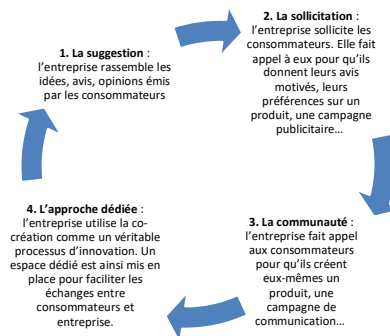 1. La suggestion :
l'entreprise rassemble les
idées, avis, opinions émis
par les consommateurs
2. La sollicitation :
l'entreprise sollicite les
consommateurs. Elle fait
appel à eux pour qu'ils
donnent leurs avis
motivés, leurs
préférences sur un
produit, une campagne
publicitaire…
3. La communauté :
l'entreprise fait appel
aux consommateurs
pour qu'ils créent
eux-mêmes un
produit, une
campagne de
communication…
4. L'approche dédiée :
l'entreprise utilise la co-
création comme un véritable
processus d'innovation. Un
espace dédié est ainsi mis en
place pour faciliter les
échanges entre
consommateurs et
entreprise.